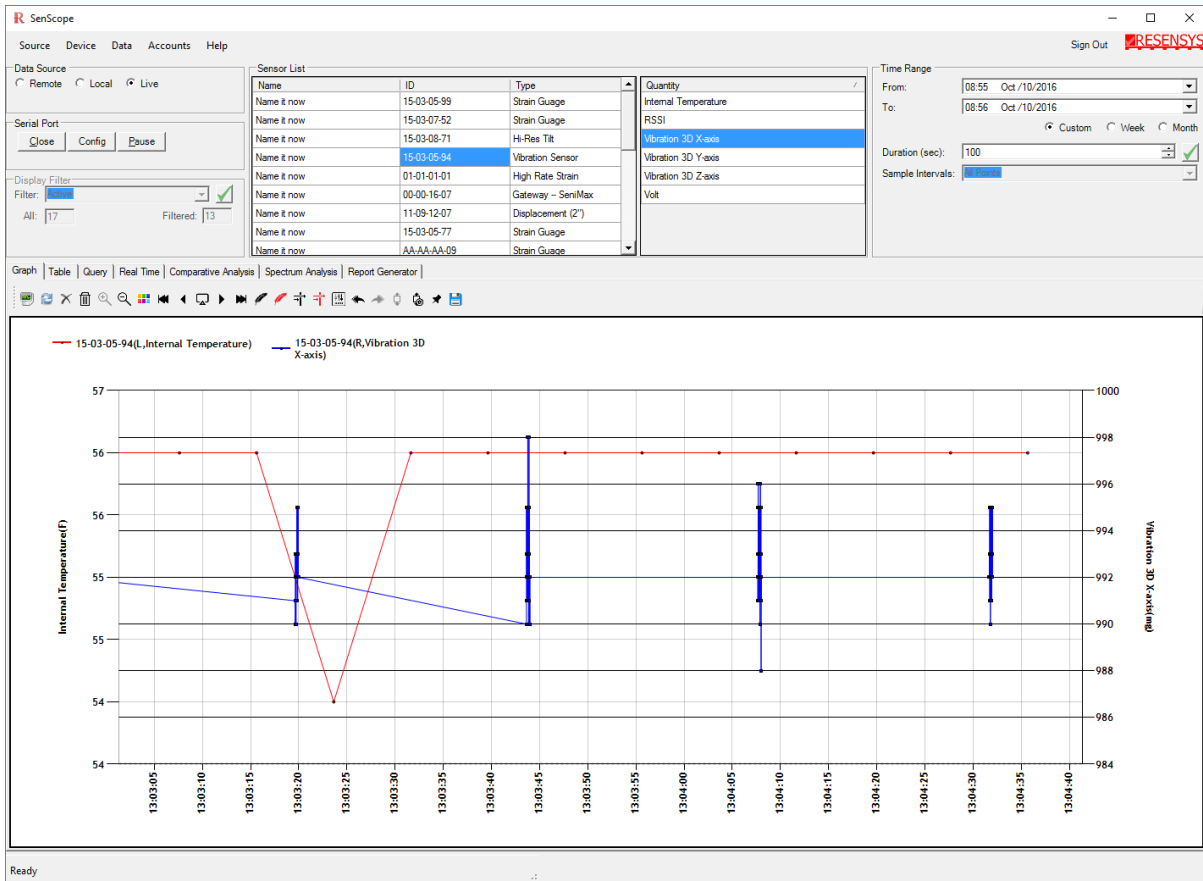 SenScope
Source Device Data Accounts Help
Sign Out
RESENSYS
Data Source
Remote Local Live
Serial Port
Close Config Pause
Display Filter
Filter: Active
All: 17 Filtered: 13
Sensor List
Name ID Type
Name it now 15-03-05-99 Strain Guage
Name it now 15-03-07-52 Strain Guage
Name it now 15-03-08-71 Hi-Res Tilt
Name it now 15-03-05-94 Vibration Sensor
Name it now 01-01-01-01 High Rate Strain
Name it now 00-00-16-07 Gateway -- SeniMax
Name it now 11-09-12-07 Displacement (2")
Name it now 15-03-05-77 Strain Guage
Name it now AA-AA-AA-09 Strain Guage
Quantity
Internal Temperature
RSSI
Vibration 3D X-axis
Vibration 3D Y-axis
Vibration 3D Z-axis
Volt
Time Range
From: 08:55 Oct /10/2016
To: 08:56 Oct /10/2016
Custom Week Month
Duration (sec): 100
Sample Intervals: All Points
Graph Table Query Real Time Comparative Analysis Spectrum Analysis Report Generator
15-03-05-94(L,Internal Temperature)
15-03-05-94(R,Vibration 3D
X-axis)
Internal Temperature(F)
57
56
56
55
55
54
54
1000
998
996
994
992
990
988
986
984
Vibration 3D X-axis(mg)
13:03:05
13:03:10
13:03:15
13:03:20
13:03:25
13:03:30
13:03:35
13:03:40
13:03:45
13:03:50
13:03:55
13:04:00
13:04:05
13:04:10
13:04:15
13:04:20
13:04:25
13:04:30
13:04:35
13:04:40
Ready